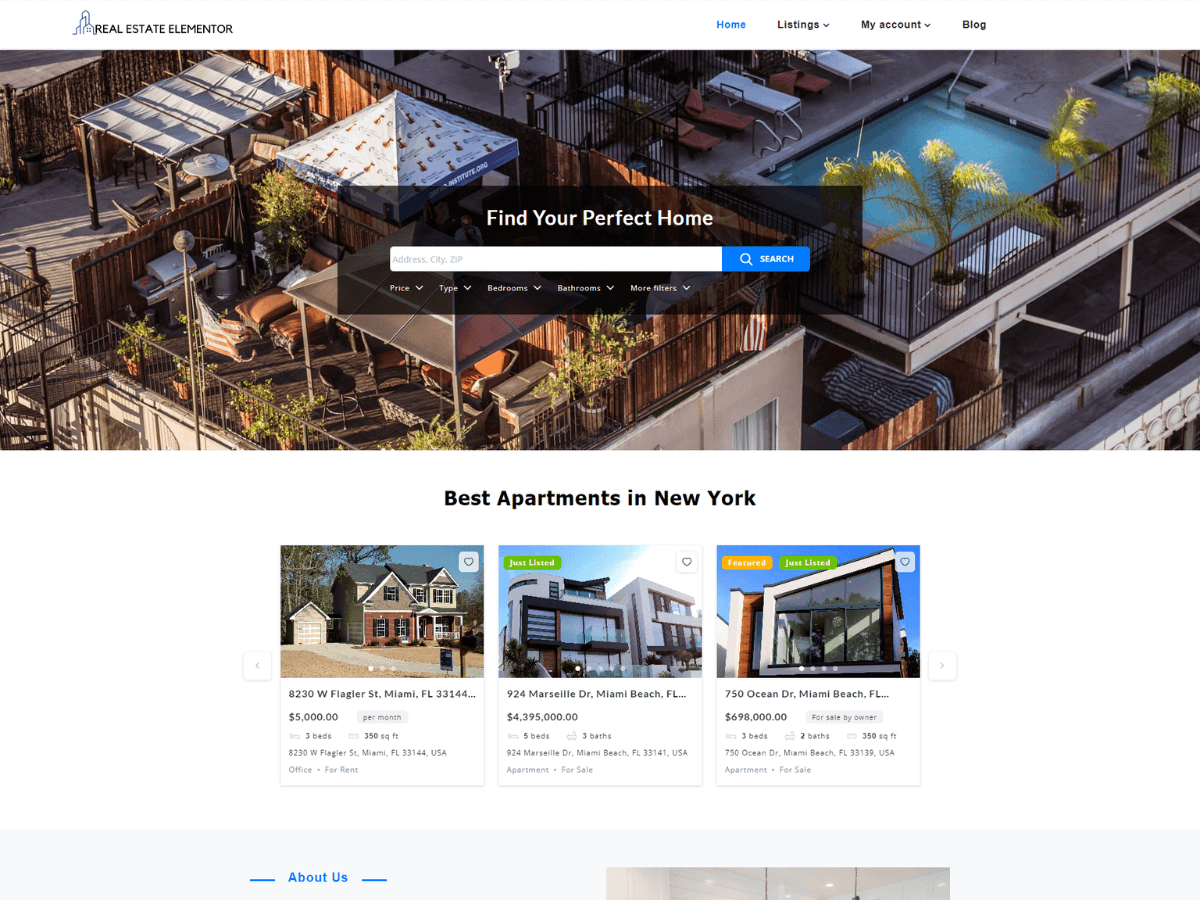 REAL ESTATE ELEMENTOR
Home
Listings
My account
Blog
INSTITUTE.ORG
Find Your Perfect Home
Address, City, ZIP
SEARCH
Price
Type
Bedrooms
Bathrooms
More filters
Best Apartments in New York
Just Listed
Featured
Just Listed
8230 W Flagler St, Miami, FL 33144...
$5,000.00
per month
3 beds
350 sq ft
8230 W Flagler St, Miami, FL 33144, USA
Office • For Rent
924 Marseille Dr, Miami Beach, FL...
$4,395,000.00
5 beds
3 baths
924 Marseille Dr, Miami Beach, FL 33141, USA
Apartment • For Sale
750 Ocean Dr, Miami Beach, FL...
$698,000.00
For sale by owner
3 beds
2 baths
350 sq ft
750 Ocean Dr, Miami Beach, FL 33139, USA
Apartment • For Sale
About Us